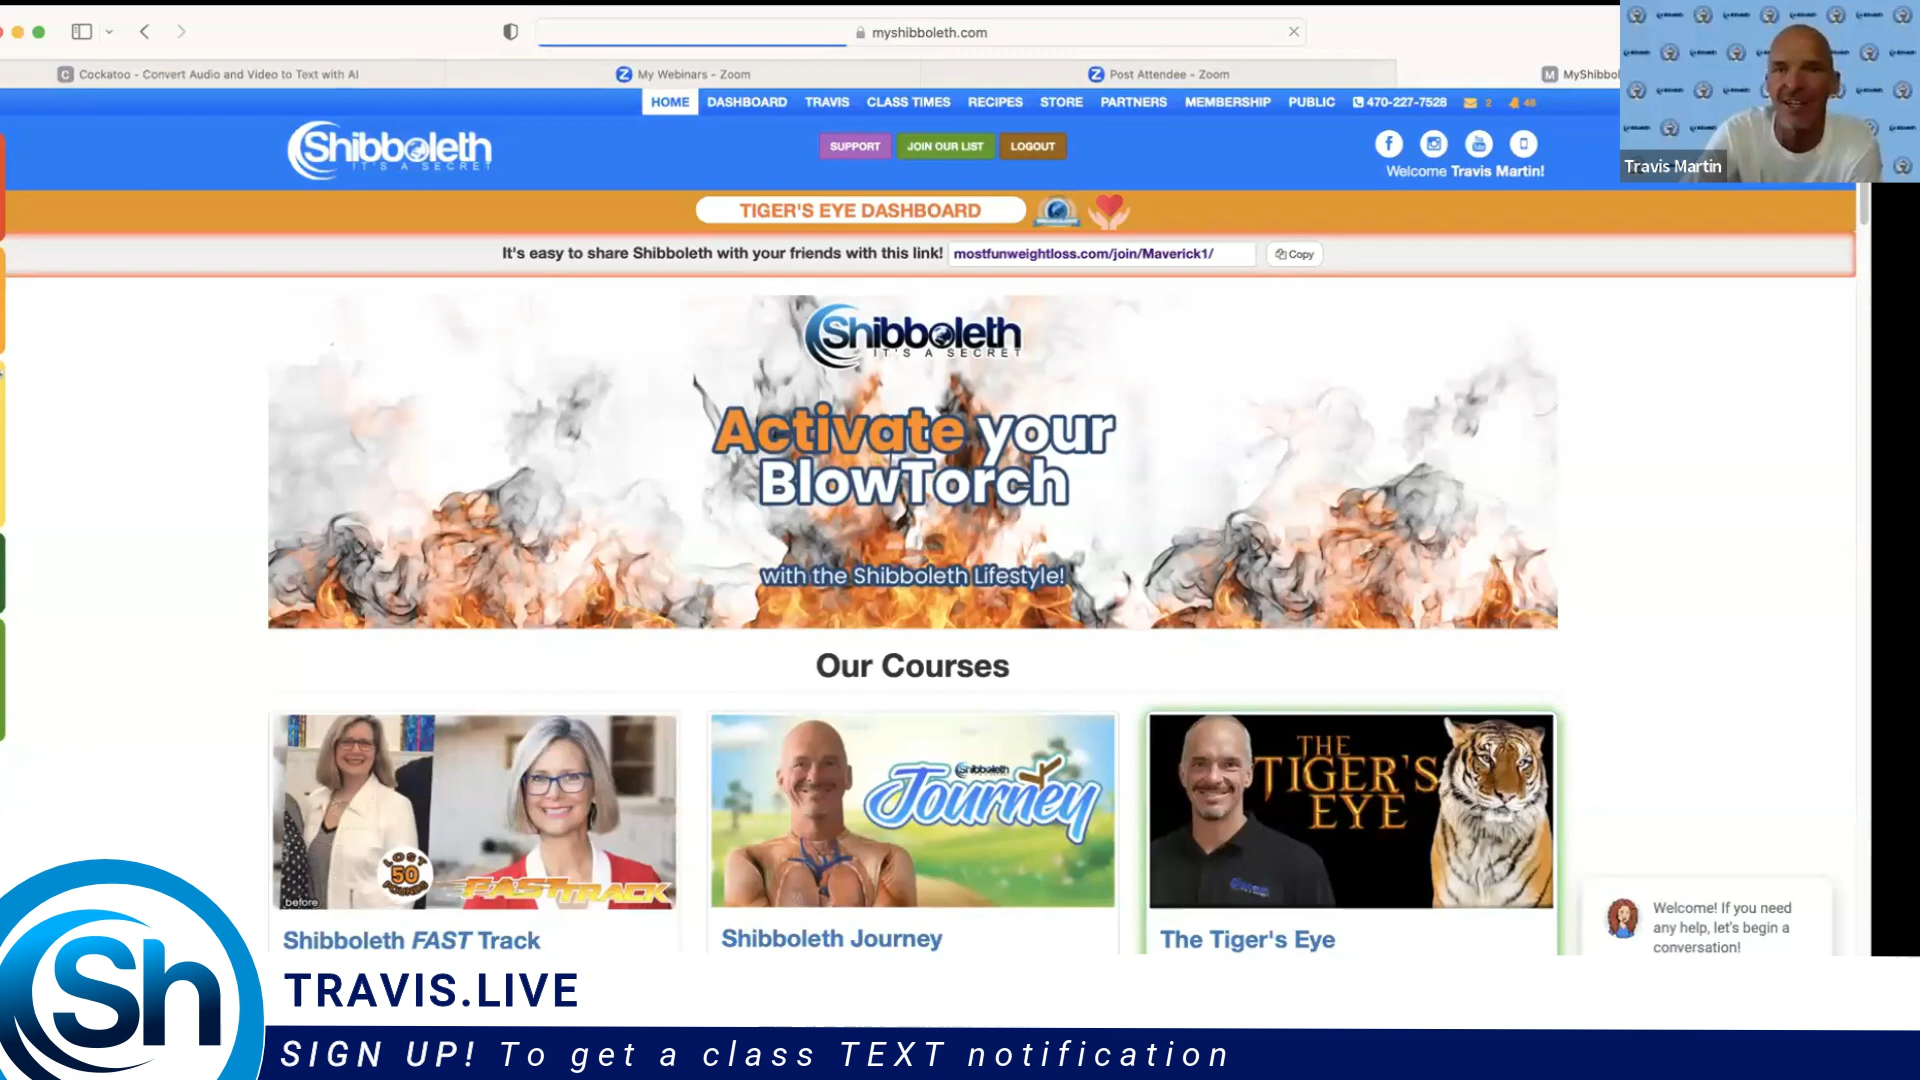 myshibboleth.com
Cockatoo - Convert Audio and Video to Text with AI
My Webinars - Zoom
Post Attendee - Zoom
MyShibbol
HOME DASHBOARD TRAVIS CLASS TIMES RECIPES STORE PARTNERS MEMBERSHIP PUBLIC 470-227-7528 2 49
Shibboleth
IT'S A SECRET
SUPPORT JOIN OUR LIST LOGOUT
Welcome Travis Martin!
Travis Martin
TIGER'S EYE DASHBOARD
It's easy to share Shibboleth with your friends with this link! mostfunweightloss.com/join/Maverick1/ Copy
Shibboleth
IT'S A SECRET
Activate your
BlowTorch
with the Shibboleth Lifestyle!
Our Courses
LOST
50
POUNDS
before
FAST TRACK
Shibboleth
Journey
THE
TIGER'S
EYE
Shibboleth FAST Track
Shibboleth Journey
The Tiger's Eye
Welcome! If you need
any help, let's begin a
conversation!
Sh
TRAVIS.LIVE
SIGN UP! To get a class TEXT notification